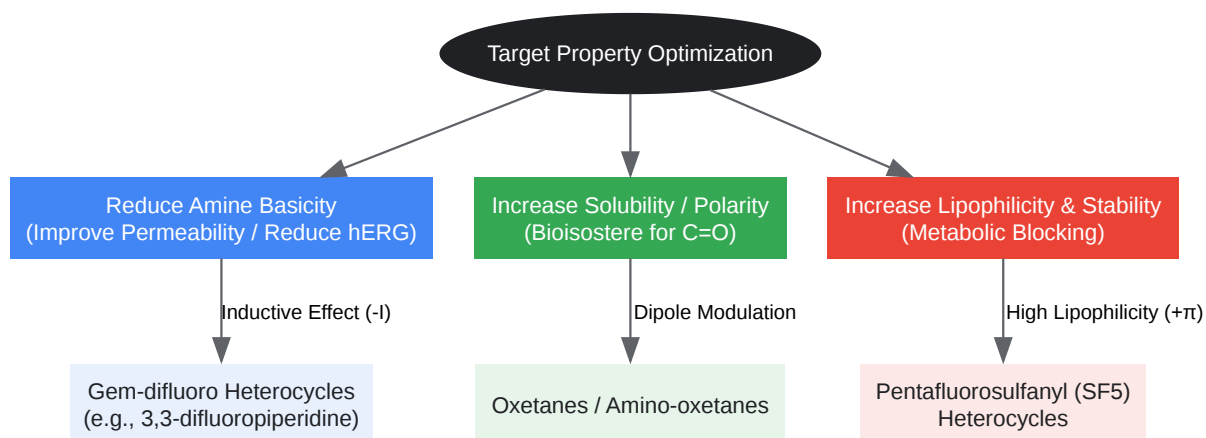 Target Property Optimization
Reduce Amine Basicity
(Improve Permeability / Reduce hERG)
Increase Solubility / Polarity
(Bioisostere for C=O)
Increase Lipophilicity & Stability
(Metabolic Blocking)
Inductive Effect (-I)
Dipole Modulation
High Lipophilicity (+π)
Gem-difluoro Heterocycles
(e.g., 3,3-difluoropiperidine)
Oxetanes / Amino-oxetanes
Pentafluorosulfanyl (SF5)
Heterocycles